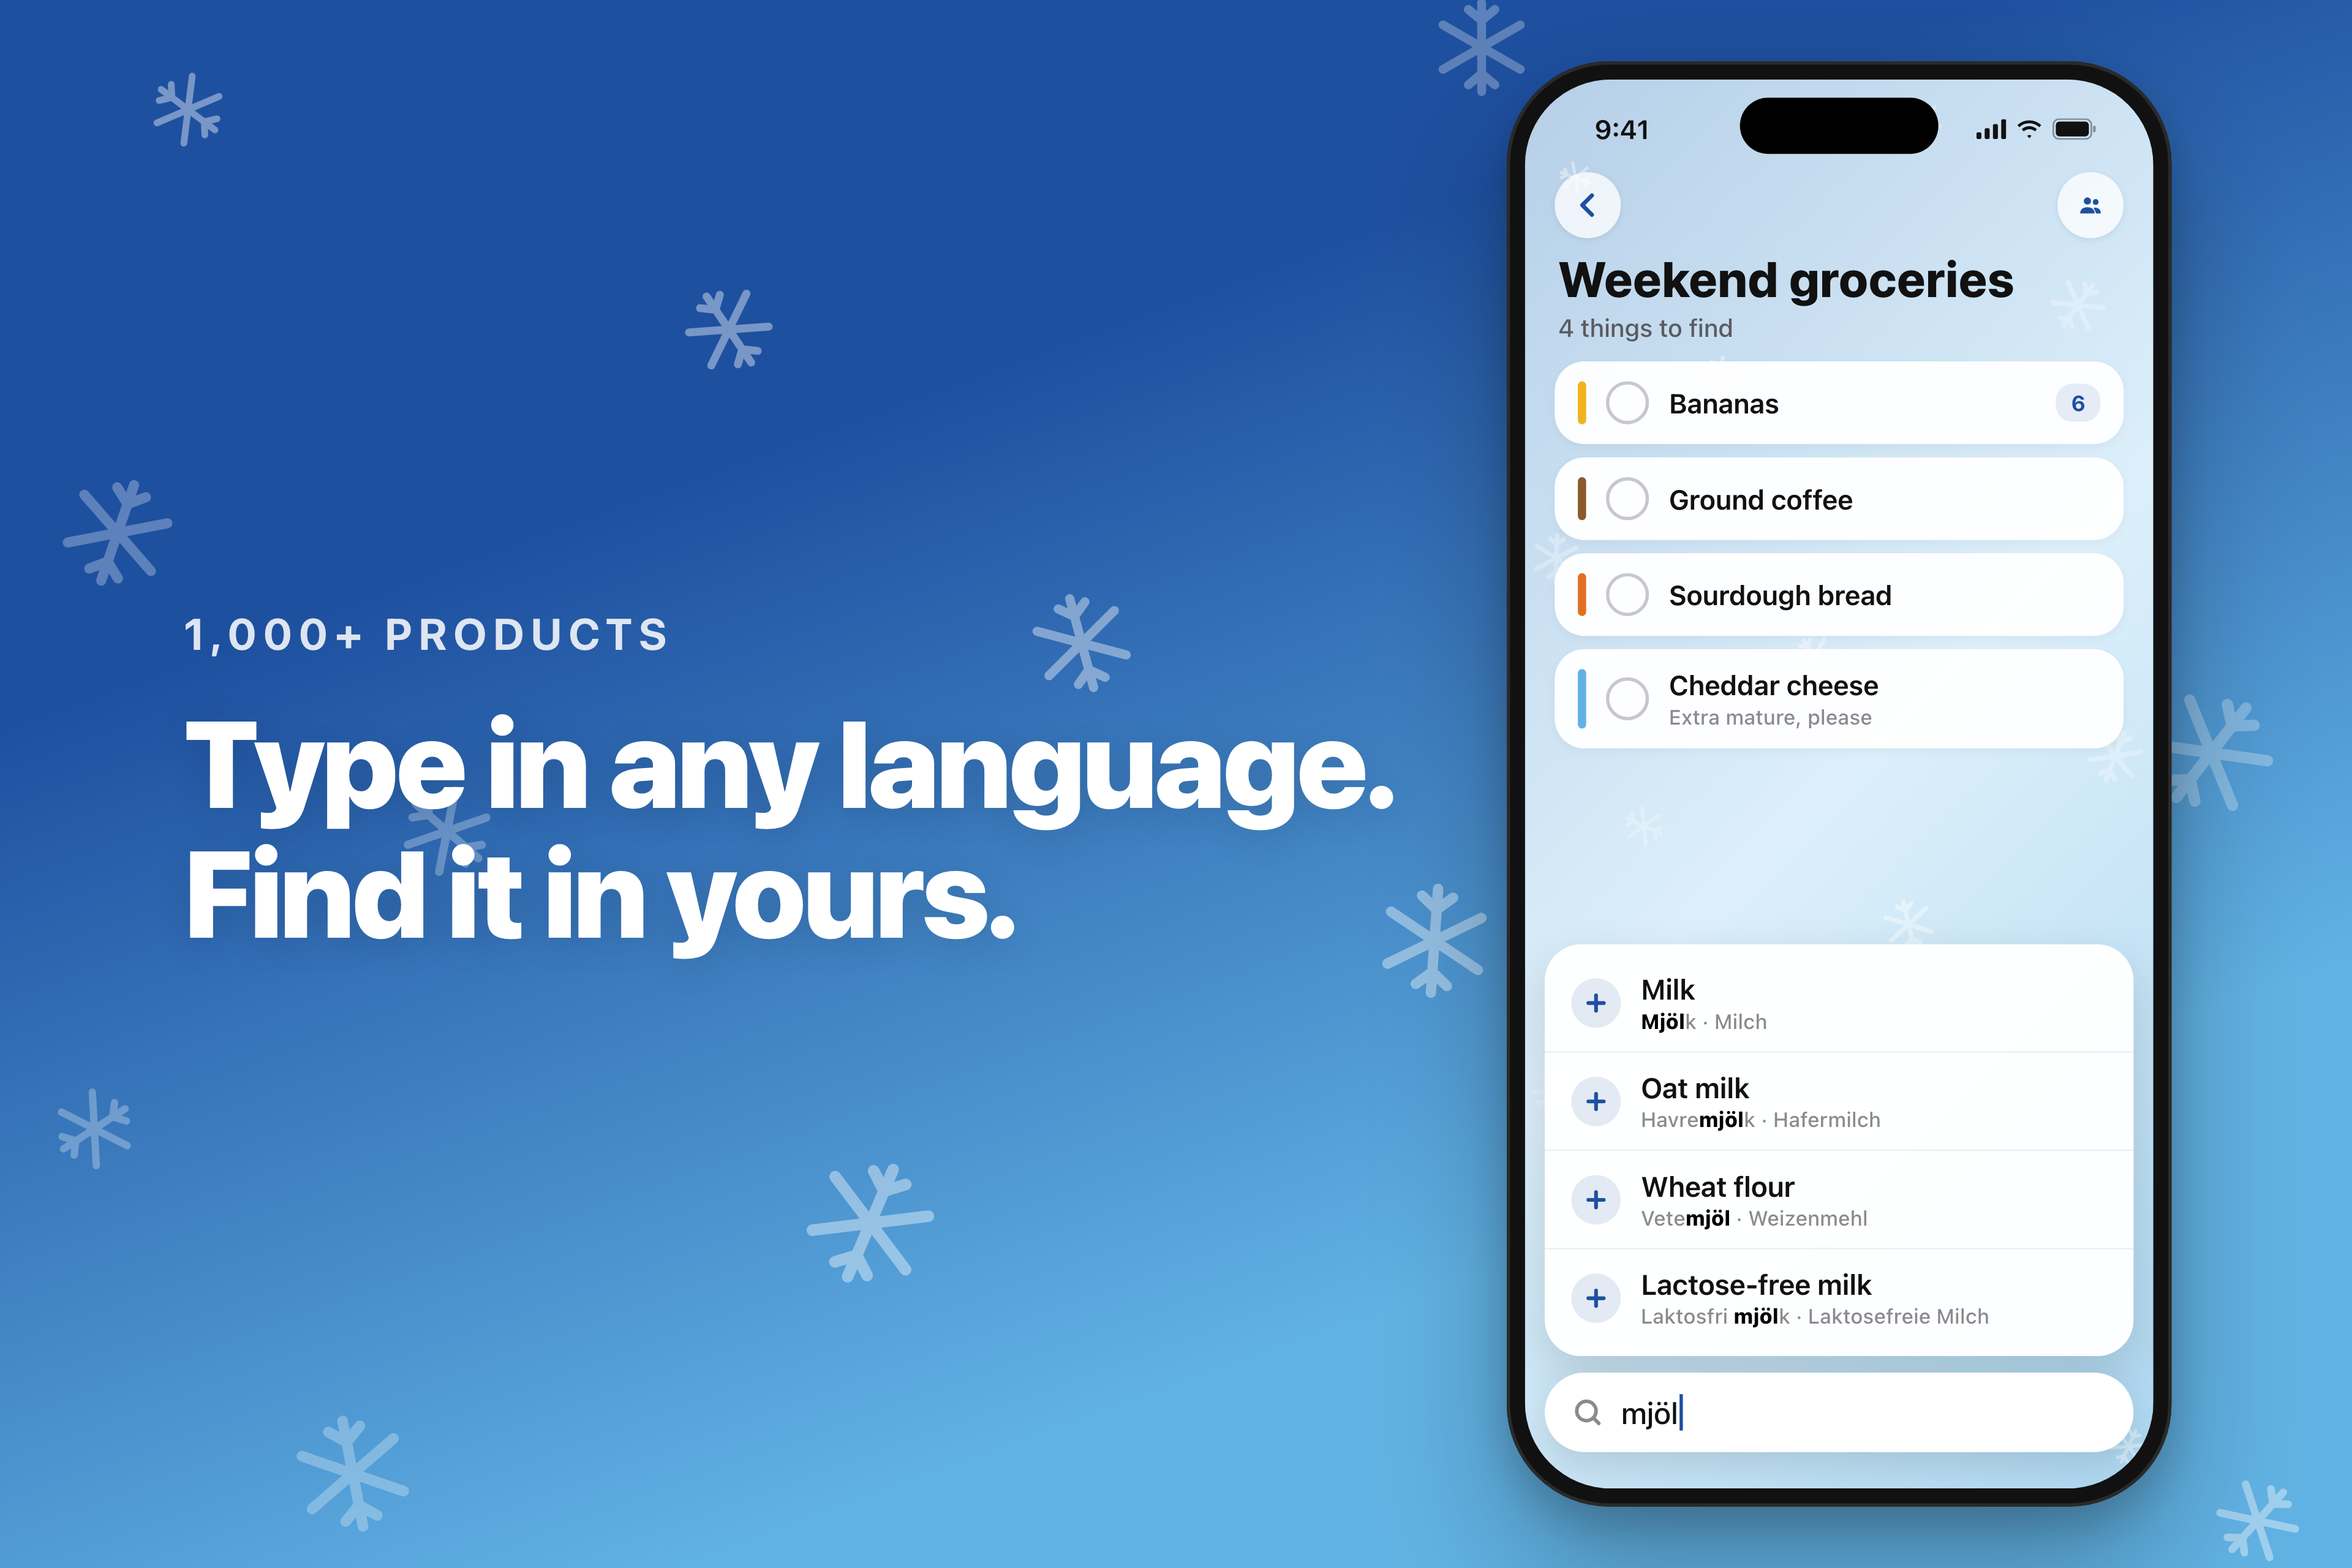 1,000+ PRODUCTS
Type in any language.
Find it in yours.
9:41
Weekend groceries
4 things to find
Bananas
6
Ground coffee
Sourdough bread
Cheddar cheese
Extra mature, please
Milk
Mjölk · Milch
Oat milk
Havremjölk · Hafermilch
Wheat flour
Vetemjöl · Weizenmehl
Lactose-free milk
Laktosfri mjölk · Laktosefreie Milch
mjöl